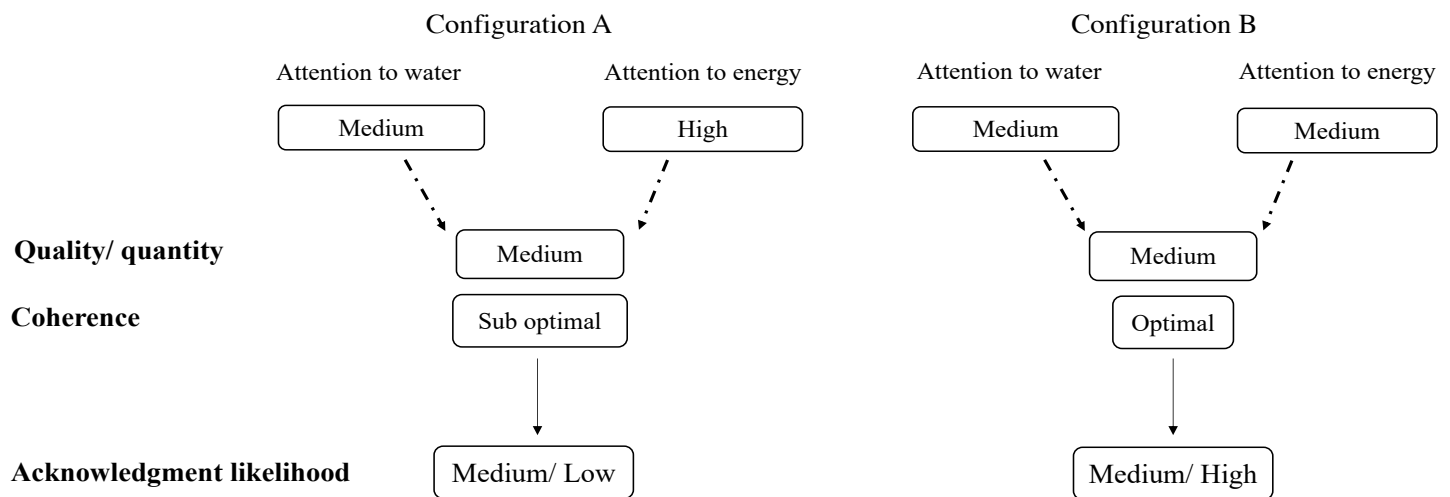 Configuration A
Configuration B
Attention to water
Attention to energy
Attention to water
Attention to energy
Medium
High
Medium
Medium
Quality/ quantity
Medium
Medium
Coherence
Sub optimal
Optimal
Acknowledgment likelihood
Medium/ Low
Medium/ High